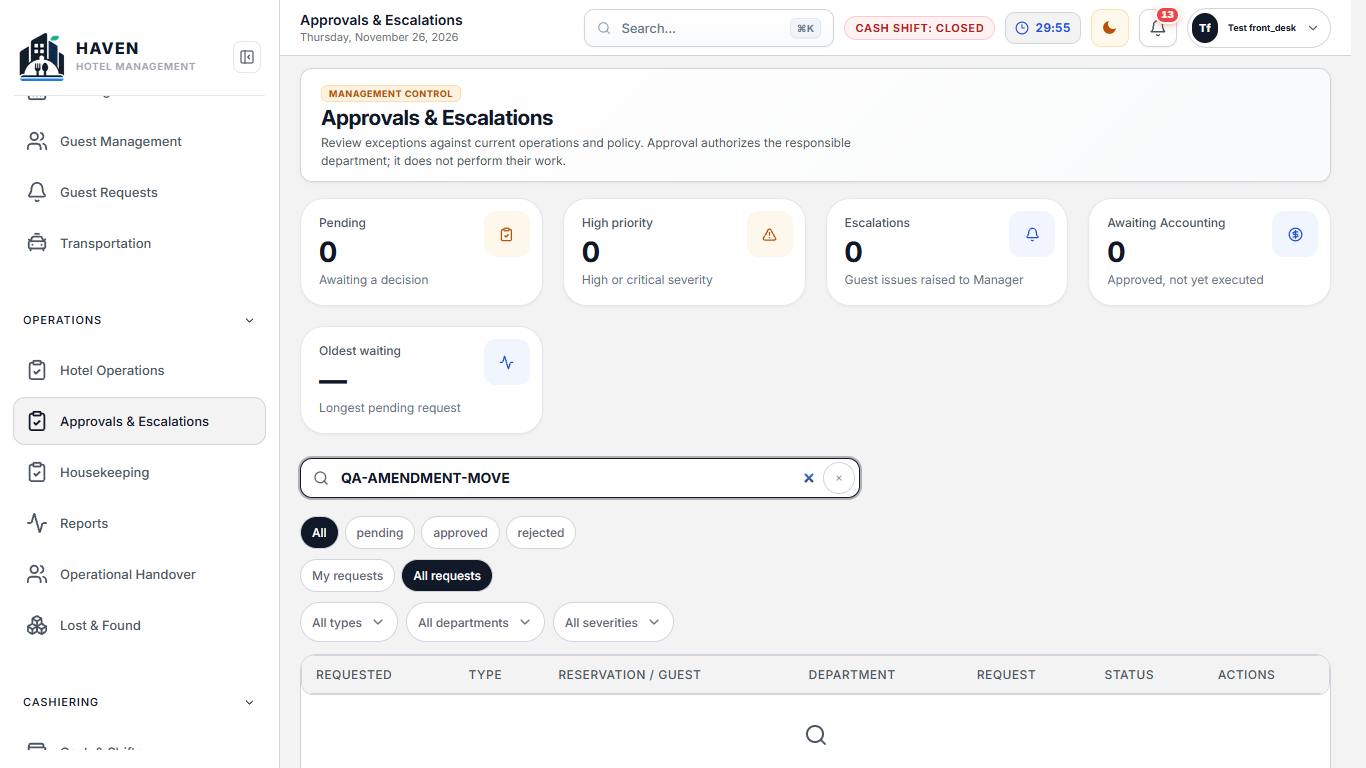 HAVEN
HOTEL MANAGEMENT
Guest Management
Guest Requests
Transportation
OPERATIONS
Hotel Operations
Approvals & Escalations
Housekeeping
Reports
Operational Handover
Lost & Found
CASHIERING
Approvals & Escalations
Thursday, November 26, 2026
Search...
⌘K
CASH SHIFT: CLOSED
29:55
13
Tf
Test front_desk
MANAGEMENT CONTROL
Approvals & Escalations
Review exceptions against current operations and policy. Approval authorizes the responsible
department; it does not perform their work.
Pending
0
Awaiting a decision
High priority
0
High or critical severity
Escalations
0
Guest issues raised to Manager
Awaiting Accounting
0
Approved, not yet executed
Oldest waiting
—
Longest pending request
QA-AMENDMENT-MOVE
All
pending
approved
rejected
My requests
All requests
All types
All departments
All severities
REQUESTED
TYPE
RESERVATION / GUEST
DEPARTMENT
REQUEST
STATUS
ACTIONS